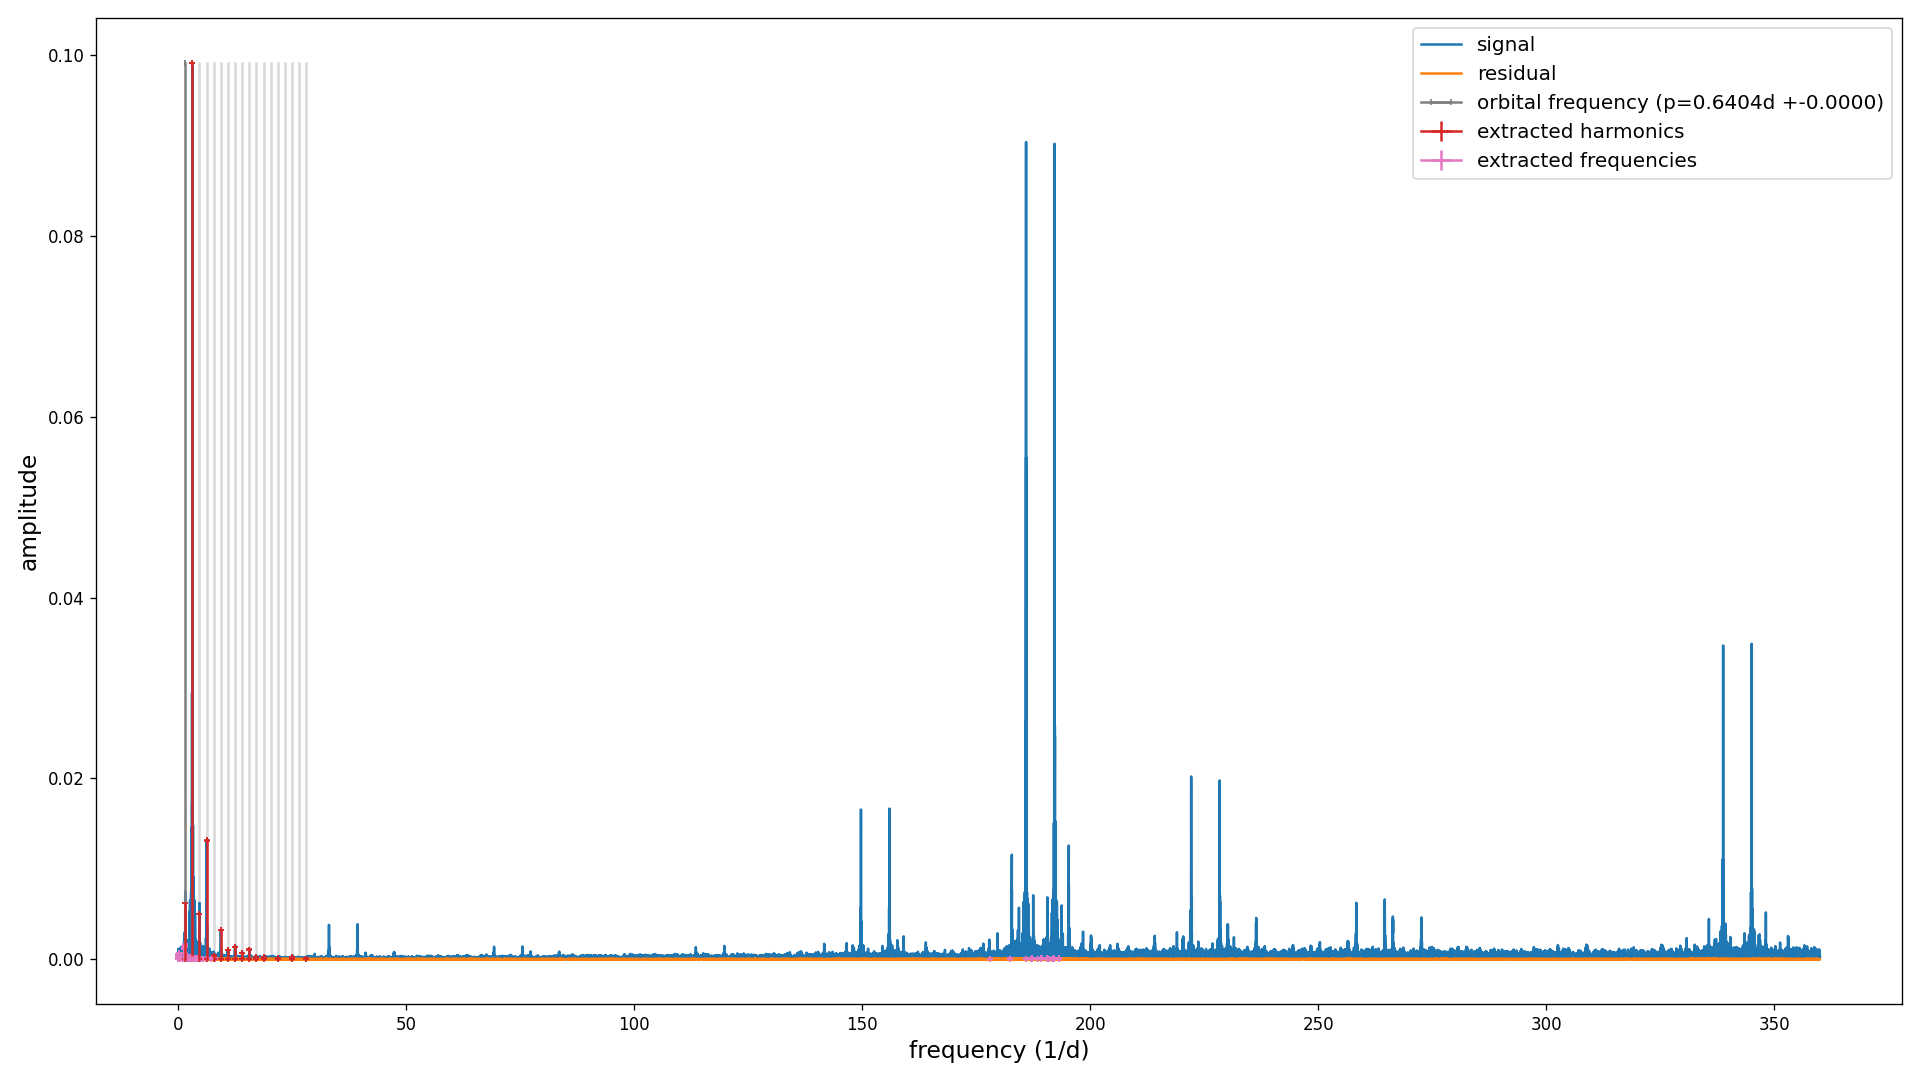 signal
residual
orbital frequency (p=0.6404d +-0.0000)
extracted harmonics
extracted frequencies
amplitude
0.10
0.08
0.06
0.04
0.02
0.00
0 50 100 150 200 250 300 350
frequency (1/d)